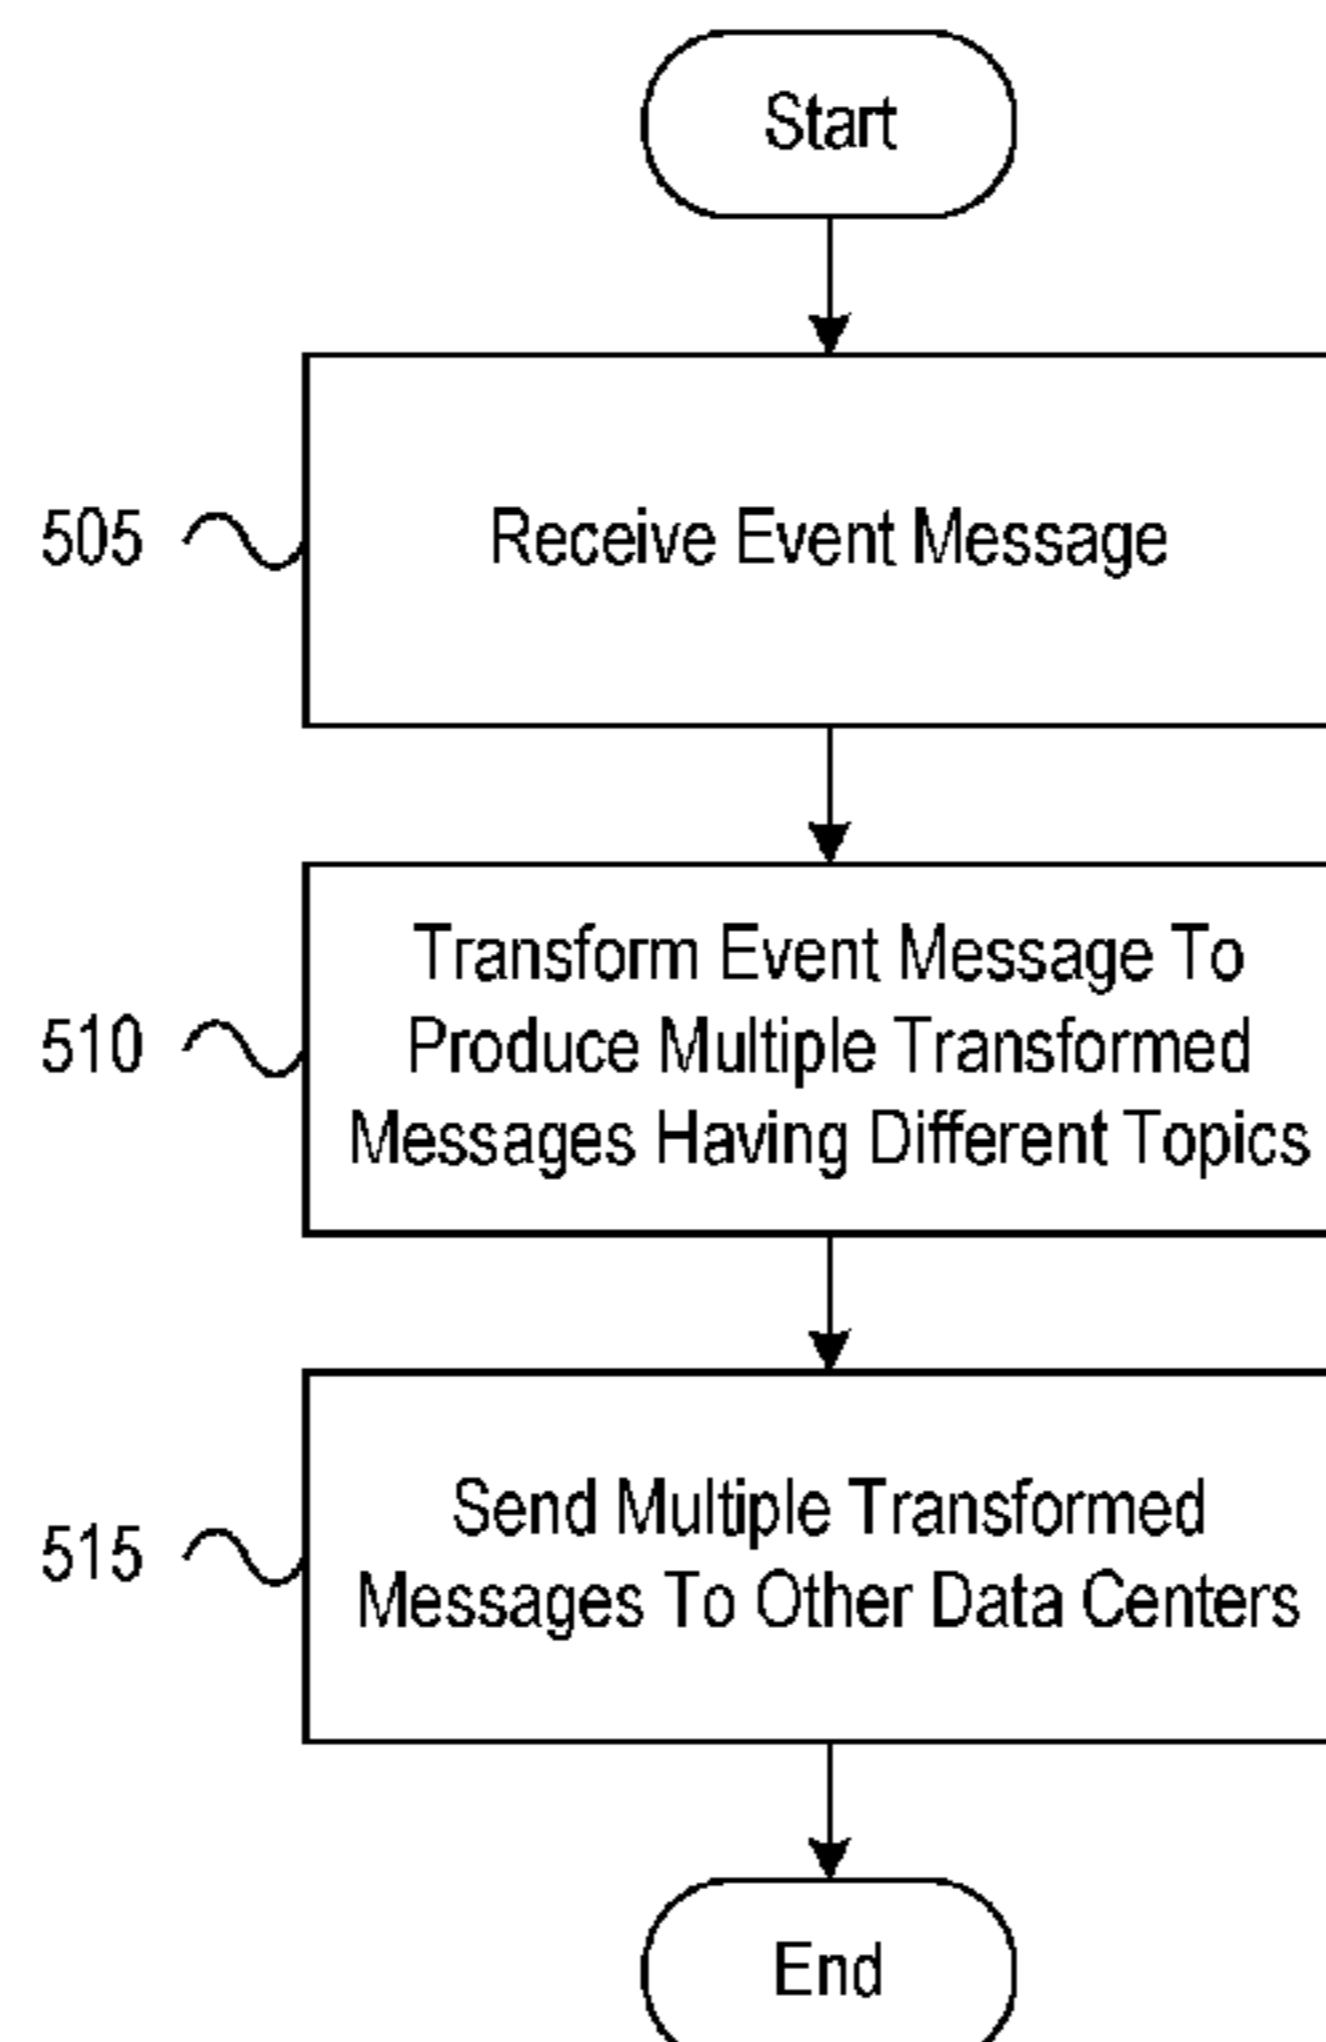 Start
505
Receive Event Message
510
Transform Event Message To
Produce Multiple Transformed
Messages Having Different Topics
515
Send Multiple Transformed
Messages To Other Data Centers
End